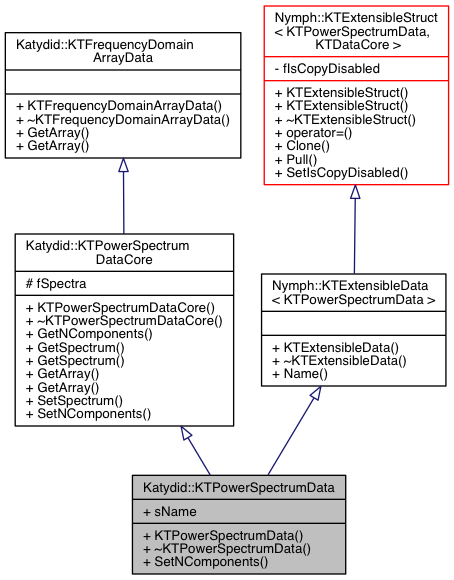 Katydid::KTFrequencyDomain
ArrayData
+ KTFrequencyDomainArrayData()
+ ~KTFrequencyDomainArrayData()
+ GetArray()
+ GetArray()
Nymph::KTExtensibleStruct
< KTPowerSpectrumData,
KTDataCore >
- fIsCopyDisabled
+ KTExtensibleStruct()
+ KTExtensibleStruct()
+ ~KTExtensibleStruct()
+ operator=()
+ Clone()
+ Pull()
+ SetIsCopyDisabled()
Katydid::KTPowerSpectrum
DataCore
# fSpectra
+ KTPowerSpectrumDataCore()
+ ~KTPowerSpectrumDataCore()
+ GetNComponents()
+ GetSpectrum()
+ GetSpectrum()
+ GetArray()
+ GetArray()
+ SetSpectrum()
+ SetNComponents()
Nymph::KTExtensibleData
< KTPowerSpectrumData >
+ KTExtensibleData()
+ ~KTExtensibleData()
+ Name()
Katydid::KTPowerSpectrumData
+ sName
+ KTPowerSpectrumData()
+ ~KTPowerSpectrumData()
+ SetNComponents()